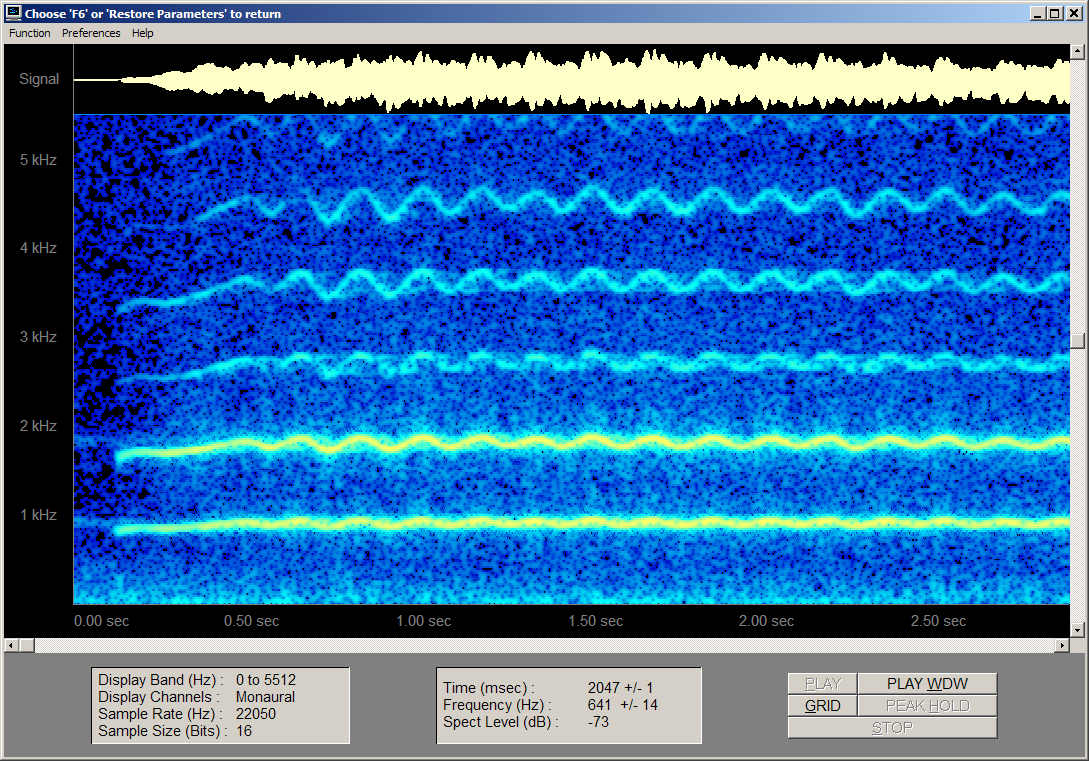 Choose 'F6' or 'Restore Parameters' to return
Function Preferences Help
Signal
5 kHz
4 kHz
3 kHz
2 kHz
1 kHz
0.00 sec 0.50 sec 1.00 sec 1.50 sec 2.00 sec 2.50 sec
Display Band (Hz) : 0 to 5512
Display Channels : Monaural
Sample Rate (Hz) : 22050
Sample Size (Bits) : 16
Time (msec) : 2047 +/- 1
Frequency (Hz) : 641 +/- 14
Spect Level (dB) : -73
PLAY PLAY WDW
GRID PEAK HOLD
STOP